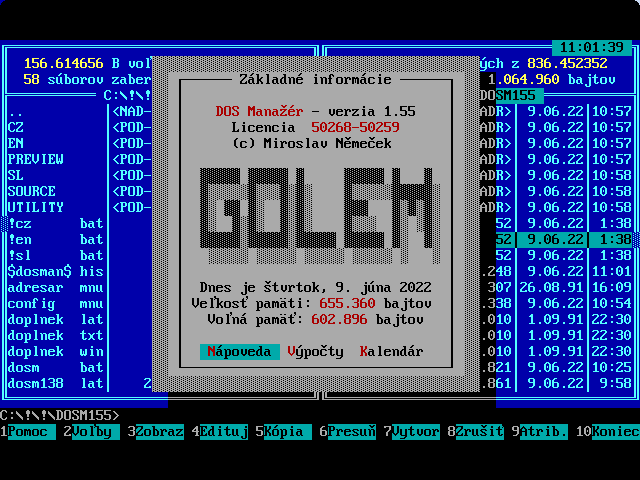 11:01:39
156.614656 B voľ ých z 836.452352
58 súborov zaber 1.064.960 bajtov
Základné informácie
C:\!\! OSM155
DOS Manažér - verzia 1.55
Licencia 50268-50259
(c) Miroslav Němeček
GOLEM
.. <NAD- ADR> 9.06.22 10:57
CZ <POD- ADR> 9.06.22 10:57
EN <POD- ADR> 9.06.22 10:57
PREVIEW <POD- ADR> 9.06.22 10:58
SL <POD- ADR> 9.06.22 10:58
SOURCE <POD- ADR> 9.06.22 10:58
UTILITY <POD- ADR> 9.06.22 10:58
!cz bat 52 9.06.22 1:38
!en bat 52 9.06.22 1:38
!sl bat 52 9.06.22 1:38
$dosman$ his .248 9.06.22 11:01
adresar mnu 307 26.08.91 16:09
config mnu .338 9.06.22 10:54
doplnek lat .010 1.09.91 22:30
doplnek txt .010 1.09.91 22:30
doplnek win .010 1.09.91 22:30
dosm bat .821 9.06.22 10:25
dosm138 lat 2 .861 9.06.22 9:58
Dnes je štvrtok, 9. júna 2022
Veľkosť pamäti: 655.360 bajtov
Voľná pamäť: 602.896 bajtov
Nápoveda Výpočty Kalendár
C:\!\!\DOSM155>
1Pomoc 2Voľby 3Zobraz 4Edituj 5Kópia 6Presuň 7Vytvor 8Zrušit 9Atrib. 10Koniec